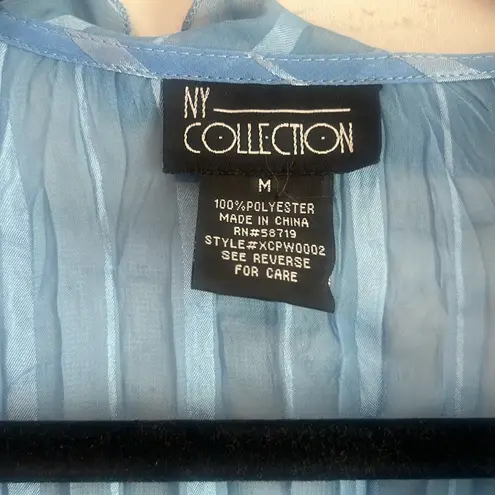 NY
COLLECTION
M
100%POLYESTER
MADE IN CHINA
RN#58719
STYLE#XCPW0002
SEE REVERSE
FOR CARE